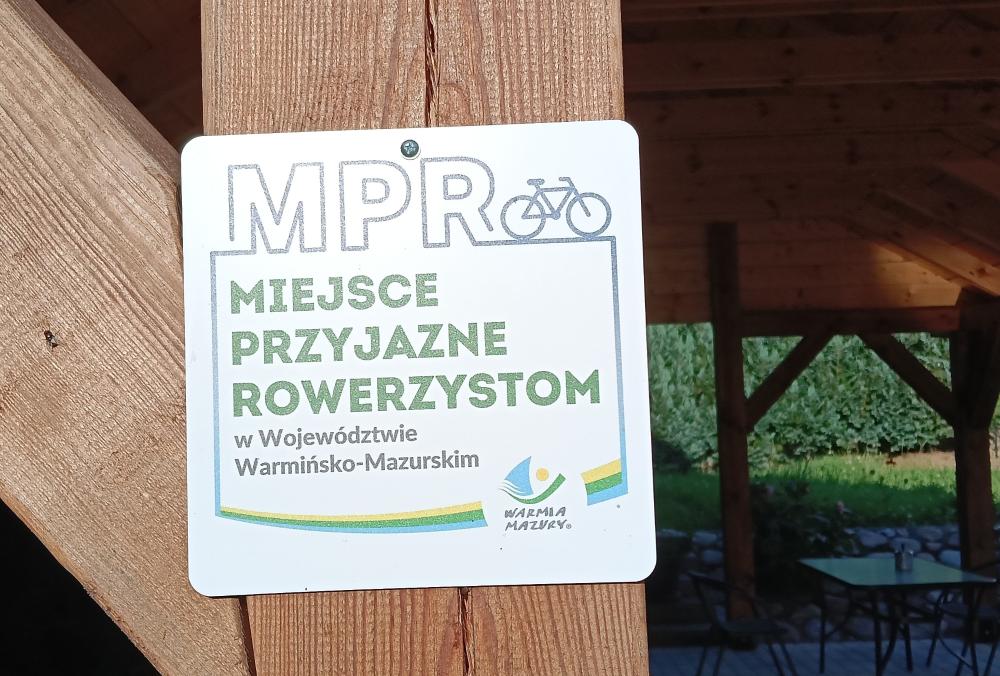 MPR
MIEJSCE
PRZYJAZNE
ROWERZYSTOM
w Województwie
Warmińsko-Mazurskim
WARMIA
MAZURY®